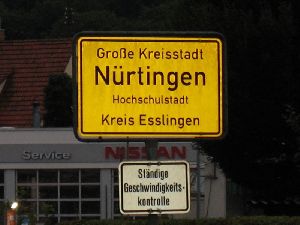 Große Kreisstadt
Nürtingen
Hochschulstadt
Kreis Esslingen
Service
NISSAN
Ständige
Geschwindigkeits-
kontrolle